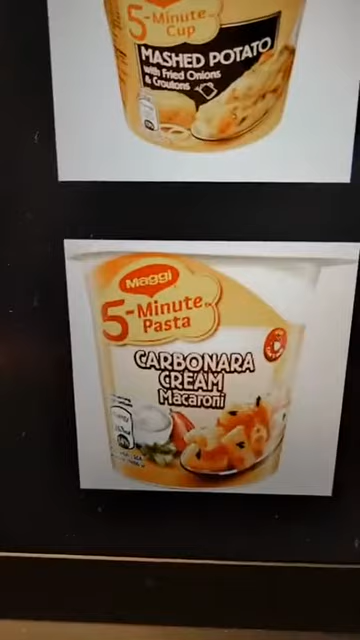 5-Minute
Cup
MASHED POTATO
with Fried Onions
& Croutons
Maggi
5-Minute
Pasta
CARBONARA
CREAM
Macaroni